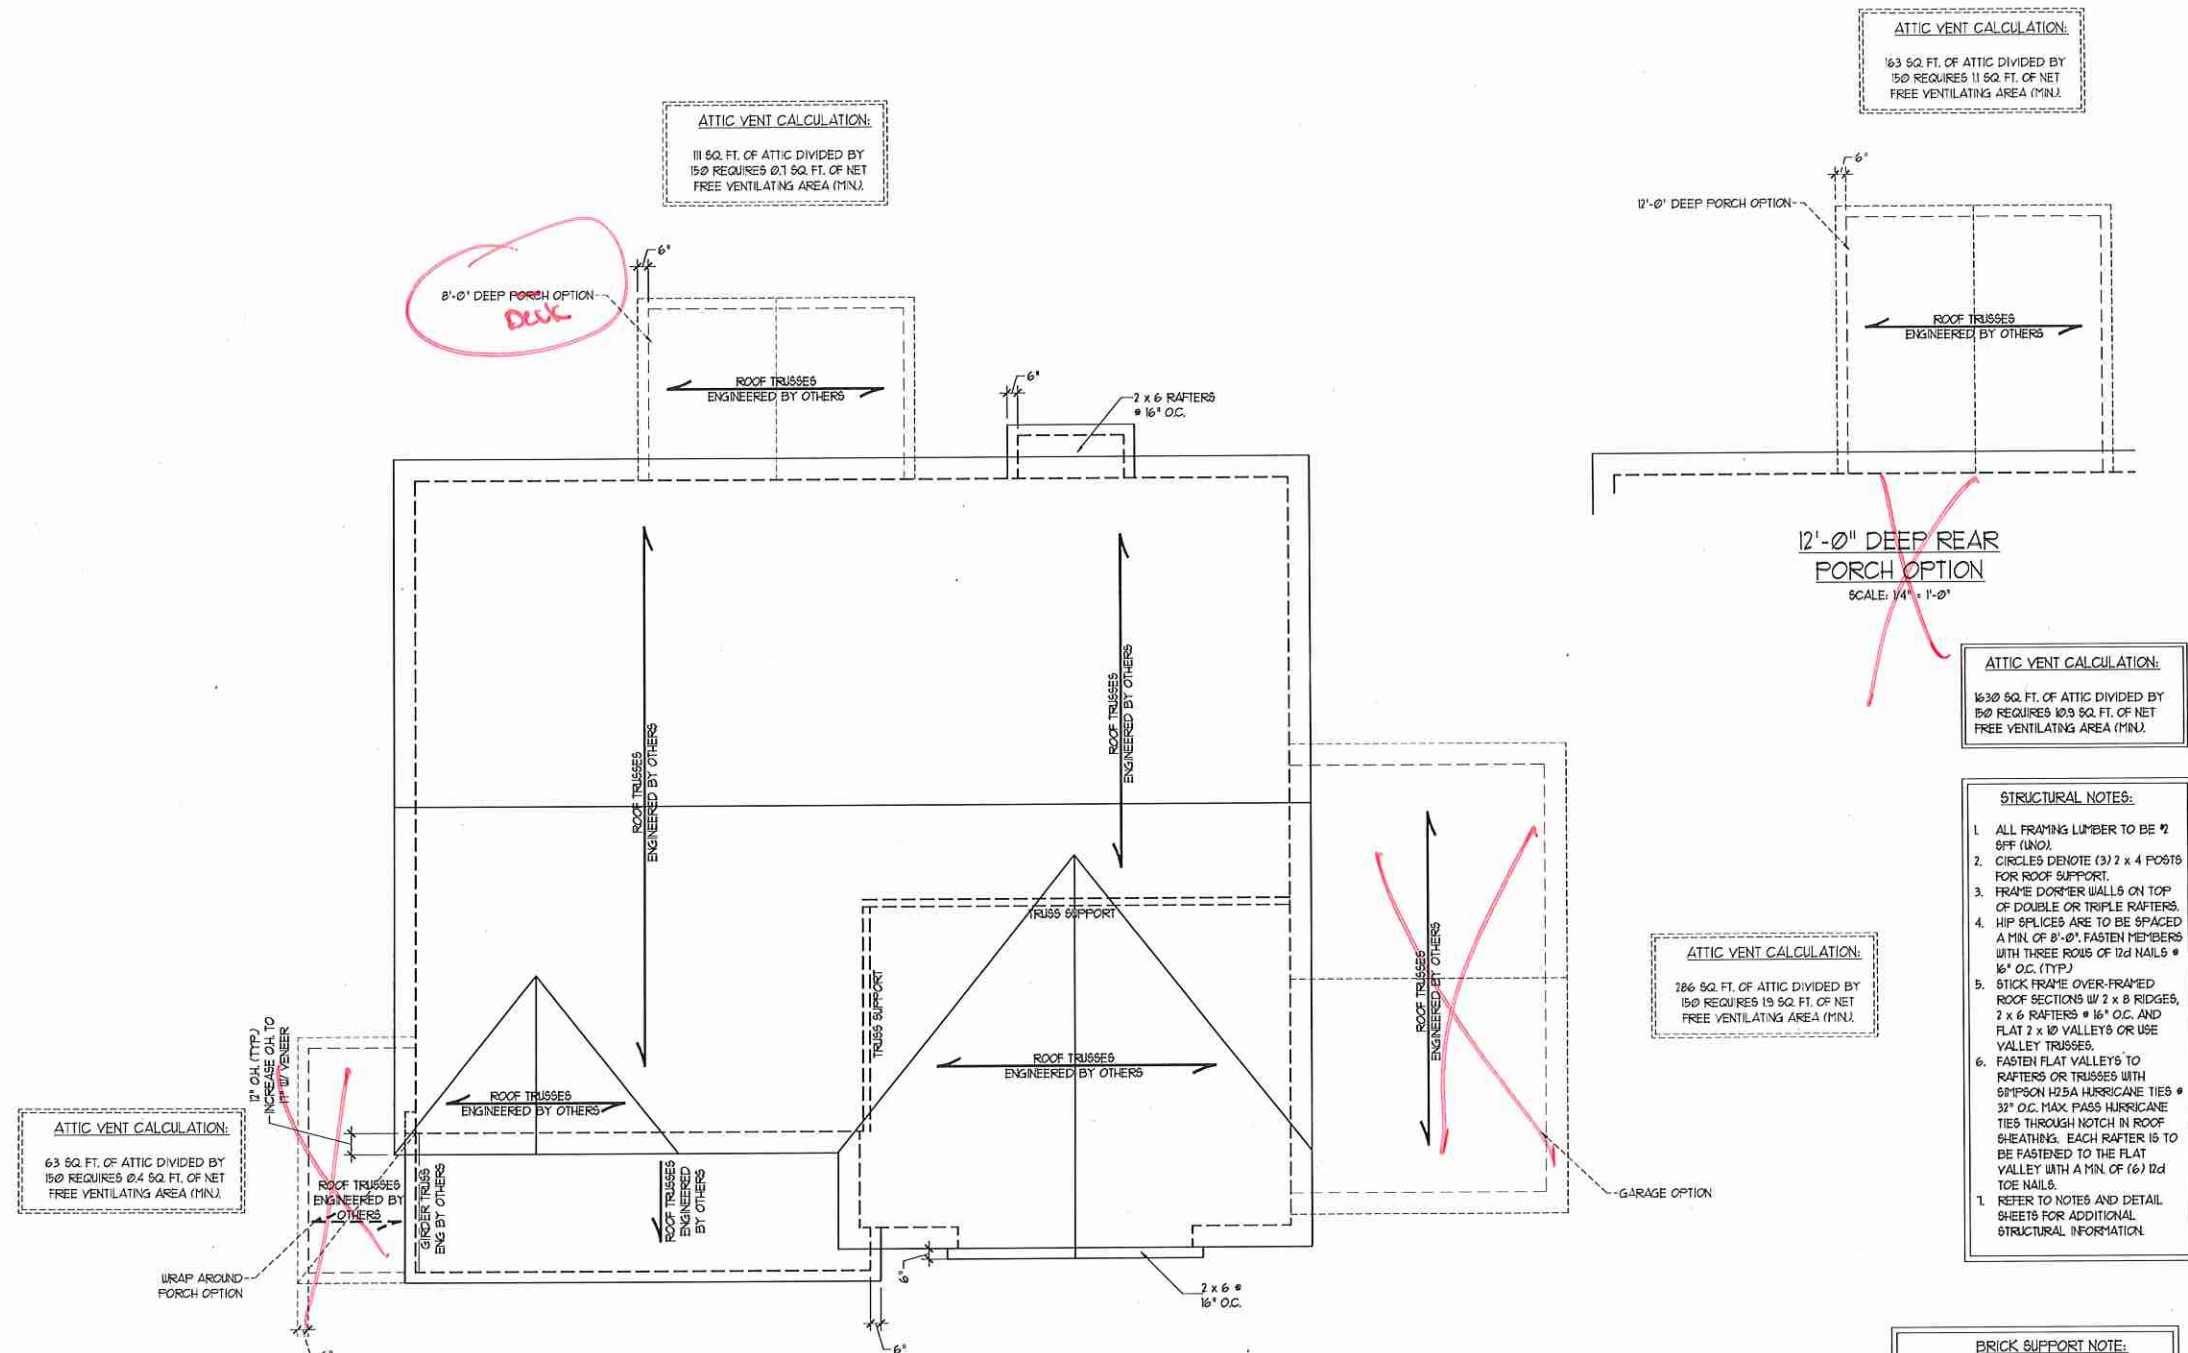 ATTIC VENT CALCULATION:
163 SQ. FT. OF ATTIC DIVIDED BY
150 REQUIRES 1.1 SQ. FT. OF NET
FREE VENTILATING AREA (MIN.).
ATTIC VENT CALCULATION:
111 SQ. FT. OF ATTIC DIVIDED BY
150 REQUIRES 0.7 SQ. FT. OF NET
FREE VENTILATING AREA (MIN.).
6"
12'-0" DEEP PORCH OPTION
6"
8'-0" DEEP PORCH OPTION
Deck
ROOF TRUSSES
ENGINEERED BY OTHERS
ROOF TRUSSES
ENGINEERED BY OTHERS
6"
2 x 6 RAFTERS
@ 16" O.C.
12'-0" DEEP REAR
PORCH OPTION
SCALE: 1/4" = 1'-0"
ATTIC VENT CALCULATION:
1630 SQ. FT. OF ATTIC DIVIDED BY
150 REQUIRES 10.9 SQ. FT. OF NET
FREE VENTILATING AREA (MIN.).
ROOF TRUSSES
ENGINEERED BY OTHERS
ROOF TRUSSES
ENGINEERED BY OTHERS
STRUCTURAL NOTES:
1. ALL FRAMING LUMBER TO BE #2
SPF (UNO).
2. CIRCLES DENOTE (3) 2 x 4 POSTS
FOR ROOF SUPPORT.
3. FRAME DORMER WALLS ON TOP
OF DOUBLE OR TRIPLE RAFTERS.
4. HIP SPLICES ARE TO BE SPACED
A MIN. OF 8'-0". FASTEN MEMBERS
WITH THREE ROWS OF 12d NAILS @
16" O.C. (TYP.)
5. STICK FRAME OVER-FRAMED
ROOF SECTIONS W/ 2 x 8 RIDGES,
2 x 6 RAFTERS @ 16" O.C. AND
FLAT 2 x 10 VALLEYS OR USE
VALLEY TRUSSES.
6. FASTEN FLAT VALLEYS TO
RAFTERS OR TRUSSES WITH
SIMPSON H2.5A HURRICANE TIES @
32" O.C. MAX. PASS HURRICANE
TIES THROUGH NOTCH IN ROOF
SHEATHING. EACH RAFTER IS TO
BE FASTENED TO THE FLAT
VALLEY WITH A MIN. OF (6) 12d
TOE NAILS.
7. REFER TO NOTES AND DETAIL
SHEETS FOR ADDITIONAL
STRUCTURAL INFORMATION.
TRUSS SUPPORT
TRUSS SUPPORT
ROOF TRUSSES
ENGINEERED BY OTHERS
ATTIC VENT CALCULATION:
286 SQ. FT. OF ATTIC DIVIDED BY
150 REQUIRES 1.9 SQ. FT. OF NET
FREE VENTILATING AREA (MIN.).
12" O.H. (TYP.)
INCREASE O.H. TO
17" W/ VENEER
ROOF TRUSSES
ENGINEERED BY OTHERS
ROOF TRUSSES
ENGINEERED BY OTHERS
ATTIC VENT CALCULATION:
63 SQ. FT. OF ATTIC DIVIDED BY
150 REQUIRES 0.4 SQ. FT. OF NET
FREE VENTILATING AREA (MIN.).
ROOF TRUSSES
ENGINEERED BY
OTHERS
GIRDER TRUSS
ENG BY OTHERS
ROOF TRUSSES
ENGINEERED
BY OTHERS
GARAGE OPTION
WRAP AROUND
PORCH OPTION
6"
2 x 6 @
16" O.C.
6"
6"
BRICK SUPPORT NOTE: